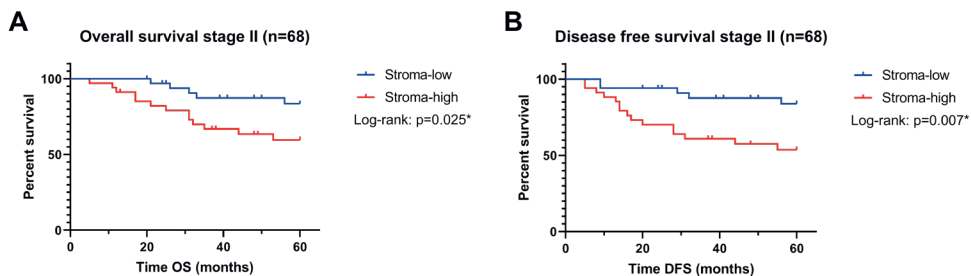 A
Overall survival stage II (n=68)
Percent survival
100
50
0
0 20 40 60
Time OS (months)
Stroma-low
Stroma-high
Log-rank: p=0.025*
B
Disease free survival stage II (n=68)
Percent survival
100
50
0
0 20 40 60
Time DFS (months)
Stroma-low
Stroma-high
Log-rank: p=0.007*